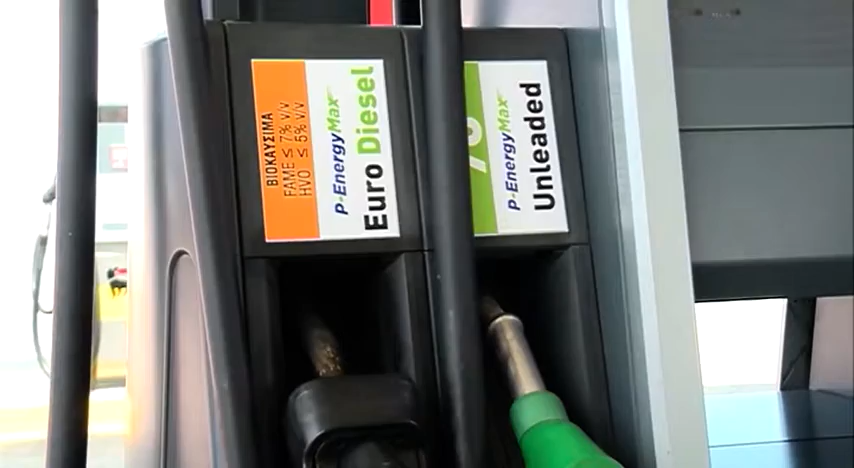 ΒΙΟΚΑΥΣΙΜΑ
FAME ≤ 7% v/v
HVO ≤ 5% v/v
P-EnergyMax
Euro Diesel
P-EnergyMax
Unleaded